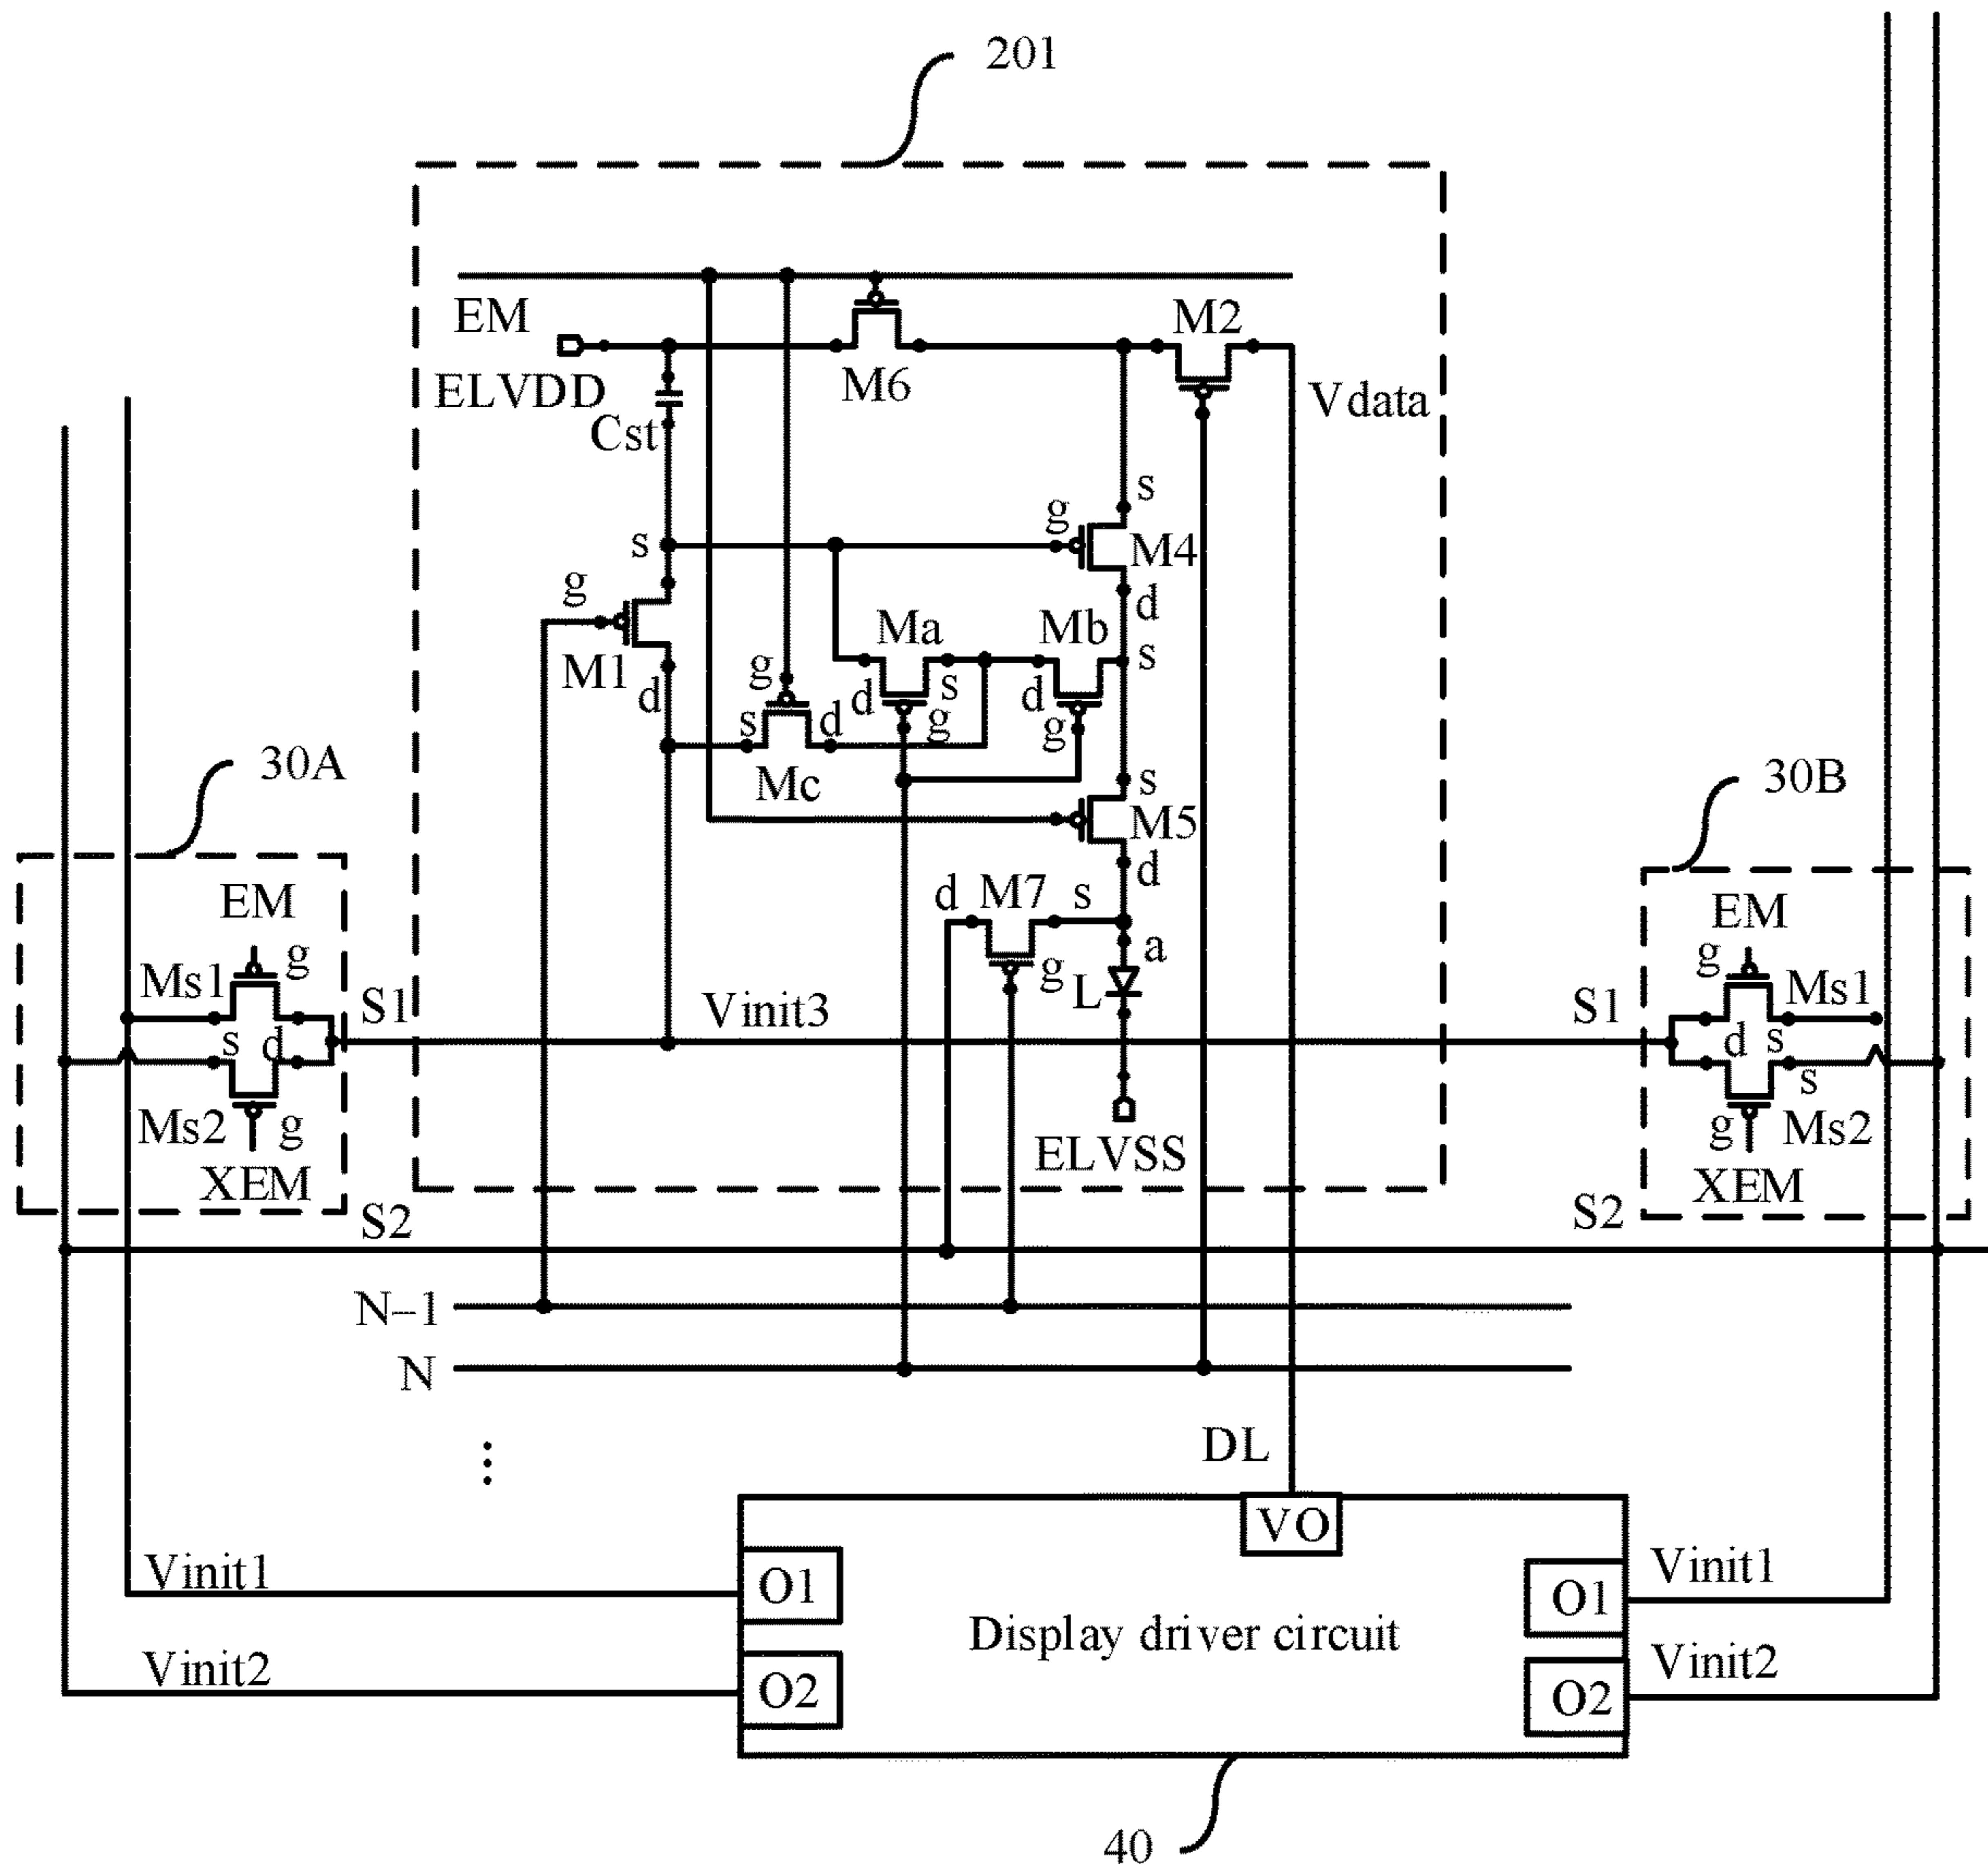 201
EM
M2
ELVDD
M6
Vdata
Cst
s
g
s
M4
g
d
Ma
Mb
s
M1
g
d
s
d
d
s
d
g
g
Mc
s
30A
30B
M5
d
EM
d
M7
s
EM
g
a
g
Ms1
g
L
Ms1
S1
Vinit3
S1
s
d
d
s
s
Ms2
g
g
Ms2
XEM
ELVSS
XEM
S2
S2
N–1
N
DL
VO
Vinit1
O1
O1
Vinit1
Display driver circuit
Vinit2
O2
O2
Vinit2
40